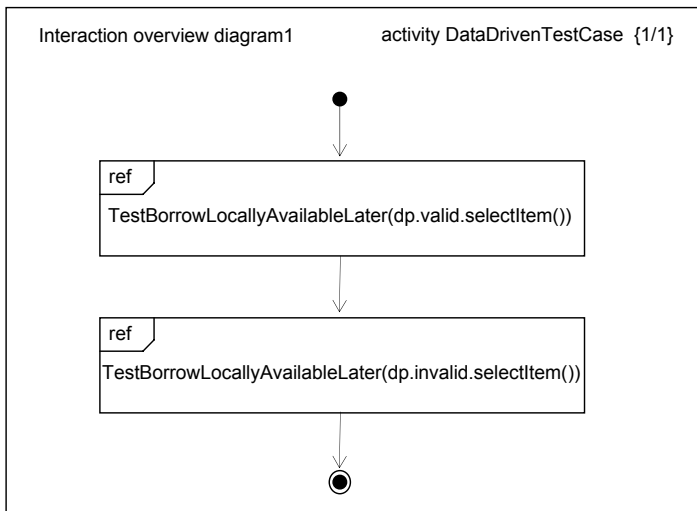 Interaction overview diagram1
activity DataDrivenTestCase {1/1}
ref
TestBorrowLocallyAvailableLater(dp.valid.selectItem())
ref
TestBorrowLocallyAvailableLater(dp.invalid.selectItem())